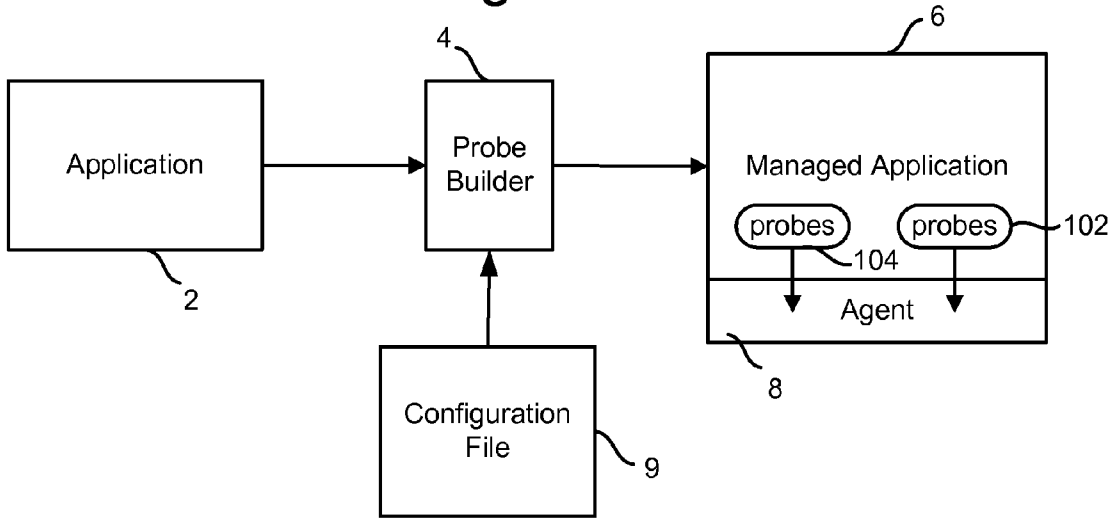 6
4
Application
Probe
Builder
Managed Application
probes
probes
102
104
2
Agent
8
Configuration
File
9